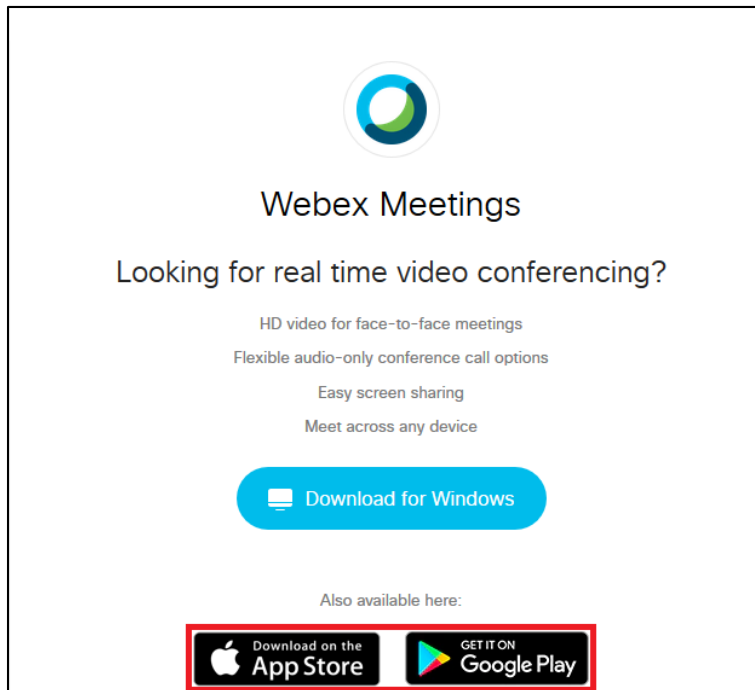 Webex Meetings
Looking for real time video conferencing?
HD video for face-to-face meetings
Flexible audio-only conference call options
Easy screen sharing
Meet across any device
Download for Windows
Also available here:
Download on the
App Store
GET IT ON
Google Play